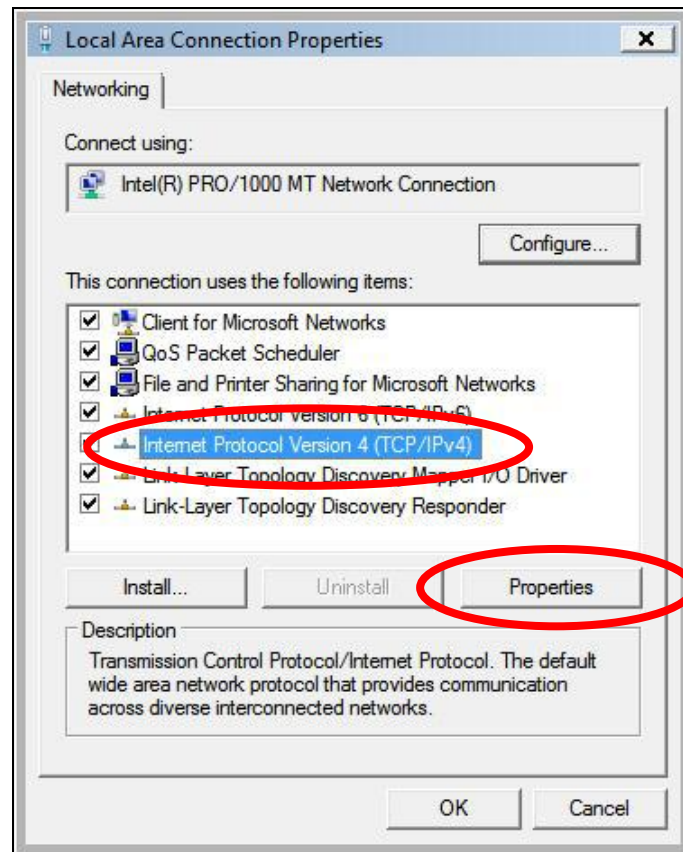 Local Area Connection Properties
Networking
Connect using:
Intel(R) PRO/1000 MT Network Connection
Configure...
This connection uses the following items:
Client for Microsoft Networks
QoS Packet Scheduler
File and Printer Sharing for Microsoft Networks
Internet Protocol Version 6 (TCP/IPv6)
Internet Protocol Version 4 (TCP/IPv4)
Link-Layer Topology Discovery Mapper I/O Driver
Link-Layer Topology Discovery Responder
Install... Uninstall Properties
Description
Transmission Control Protocol/Internet Protocol. The default
wide area network protocol that provides communication
across diverse interconnected networks.
OK Cancel